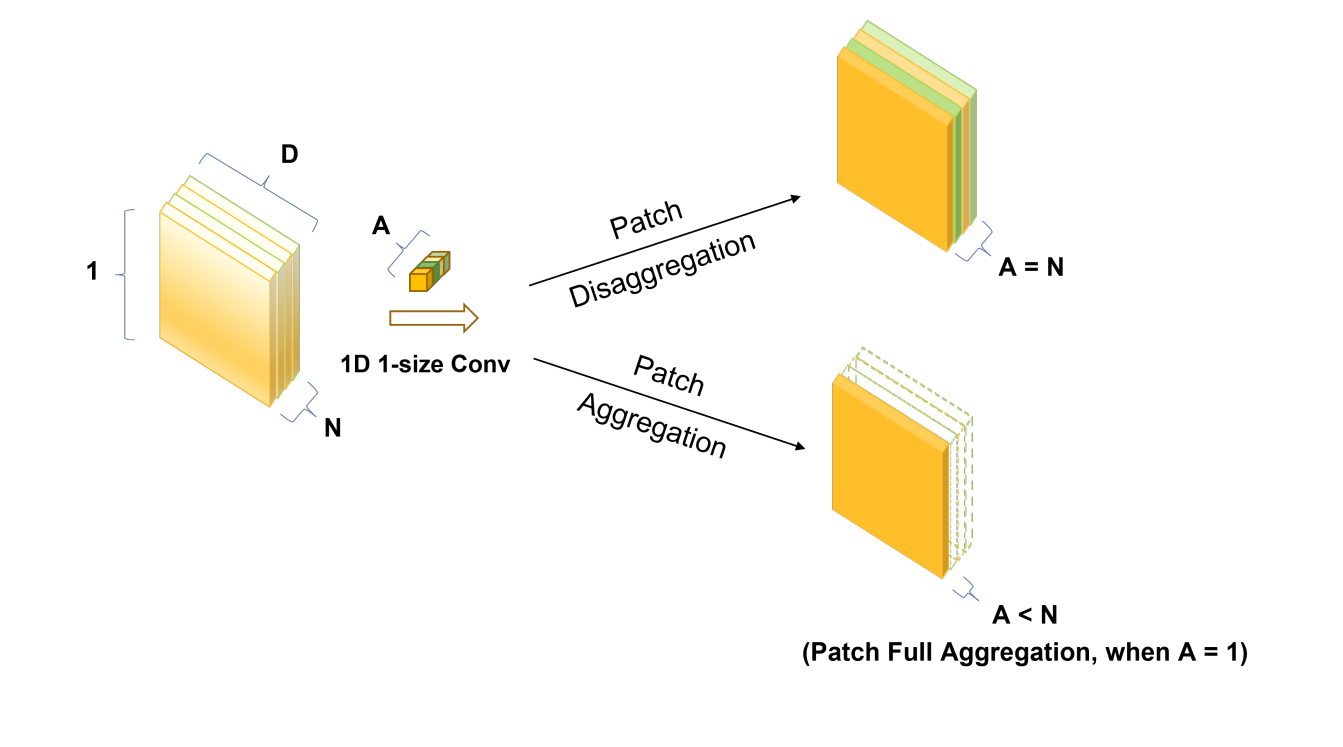 D
A
1
N
1D 1-size Conv
Patch
Disaggregation
A = N
Patch
Aggregation
A < N
(Patch Full Aggregation, when A = 1)